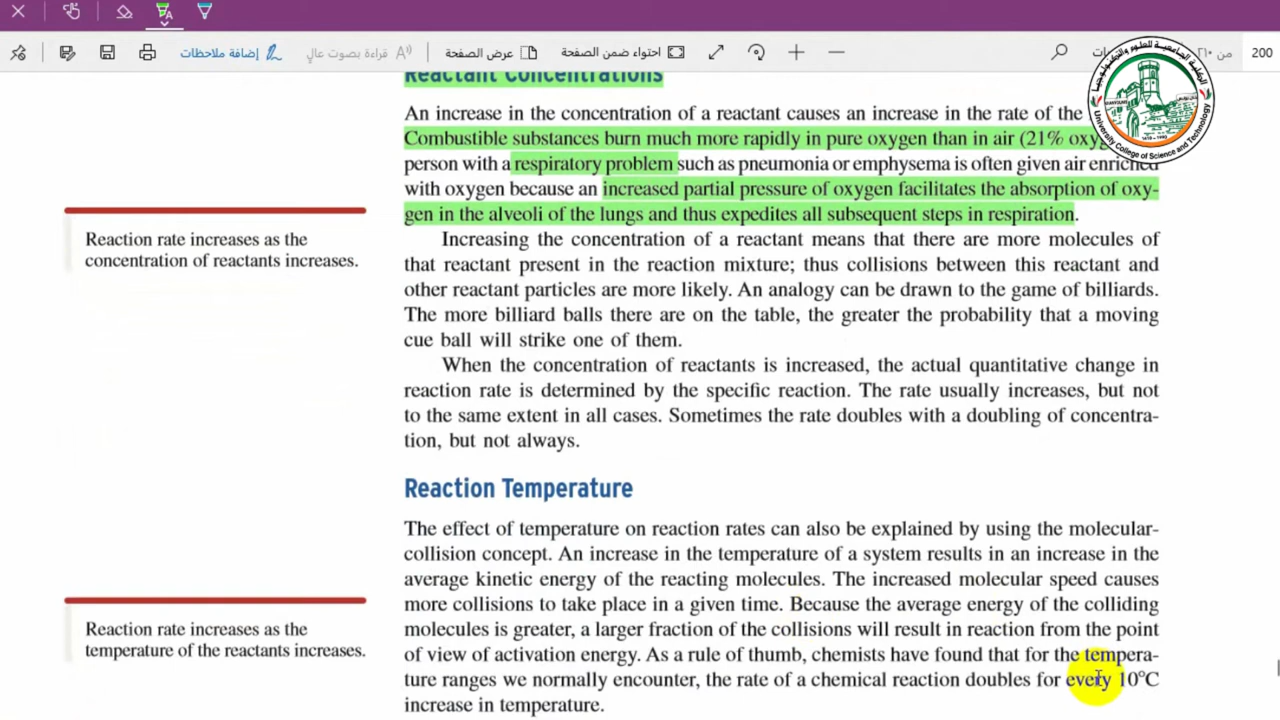 إضافة ملاحظات
قراءة بصوت عالٍ
عرض الصفحة
احتواء ضمن الصفحة
من ٢١٠
200
University College of Science and Technology
Reactant Concentrations
An increase in the concentration of a reactant causes an increase in the rate of the
Combustible substances burn much more rapidly in pure oxygen than in air (21%
person with a respiratory problem such as pneumonia or emphysema is often given air enriched
with oxygen because an increased partial pressure of oxygen facilitates the absorption of oxy-
gen in the alveoli of the lungs and thus expedites all subsequent steps in respiration.
Reaction rate increases as the
concentration of reactants increases.
Increasing the concentration of a reactant means that there are more molecules of
that reactant present in the reaction mixture; thus collisions between this reactant and
other reactant particles are more likely. An analogy can be drawn to the game of billiards.
The more billiard balls there are on the table, the greater the probability that a moving
cue ball will strike one of them.
When the concentration of reactants is increased, the actual quantitative change in
reaction rate is determined by the specific reaction. The rate usually increases, but not
to the same extent in all cases. Sometimes the rate doubles with a doubling of concentra-
tion, but not always.
Reaction Temperature
The effect of temperature on reaction rates can also be explained by using the molecular-
collision concept. An increase in the temperature of a system results in an increase in the
average kinetic energy of the reacting molecules. The increased molecular speed causes
more collisions to take place in a given time. Because the average energy of the colliding
molecules is greater, a larger fraction of the collisions will result in reaction from the point
of view of activation energy. As a rule of thumb, chemists have found that for the tempera-
ture ranges we normally encounter, the rate of a chemical reaction doubles for every 10°C
increase in temperature.
Reaction rate increases as the
temperature of the reactants increases.